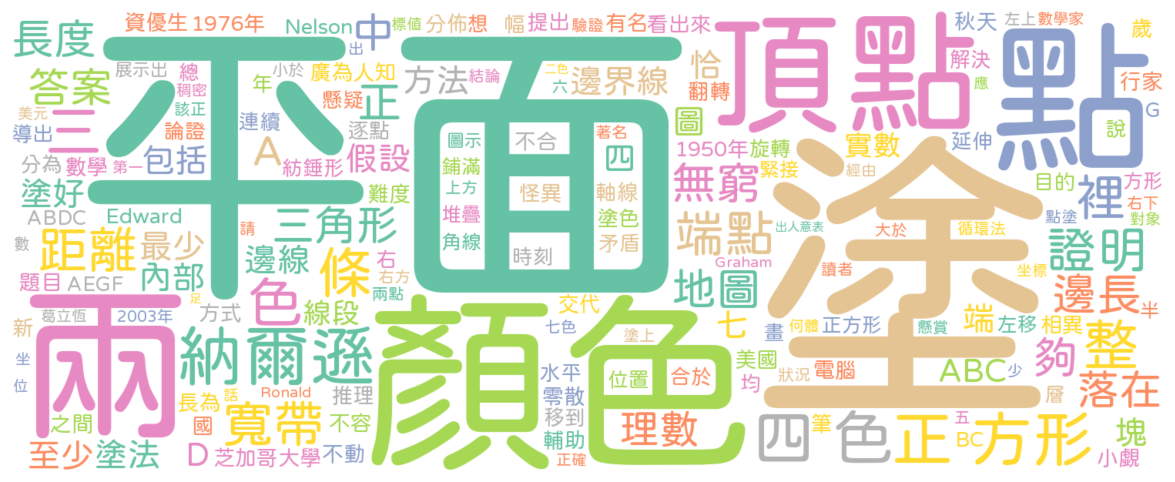 資優生 1976年 Nelson 中 標值 分佈 想 幅 提出 驗證 有名 看出來 秋天 左上 數學家 歲
長度 平面 出 頂點 點 解決 應 行家
答案 展示出 總 年 小於 廣為人知 方法 結論 二色 六 邊界線 恰 翻轉 G
美元 三 稠密 該正 懸疑 正 圖 說
導出 論證 連續 逐點 圖示 不合 著名 1950年 旋轉 實數 延伸
分為 數學 第一 包括 A 紡錘形 假設 鋪滿 四 無窮 緊接 經由 目的 方形
塗好 難度 上方 怪異 軸線 塗 裡 右下
ABDC Edward 三角形 堆疊 塗色 端點 出人意表 大於 循環法 點塗 對象
數 距離 最少 請 角線 時刻 矛盾 Graham 證明
題目 AEGF 內部 邊線 條 右 右方 地圖 讀者 坐標
兩 色 線段 兩點 顏色 交代 邊長 半
新 葛立恆 2003年 方式 足 七色 塗上 七 畫 何體 正方形 懸賞 端 左移 相異 整
坐 納爾遜 水平 位置 合於 美國 狀況 電腦 ABC 少 夠 落在
位 Ronald 推理 零散 均 層
之間 長為 話 寬帶 國 不容 移到 理數 四 色 筆 正方形 五 BC 塊
至少 塗法 D 芝加哥大學 不動 輔助 正確 小覷